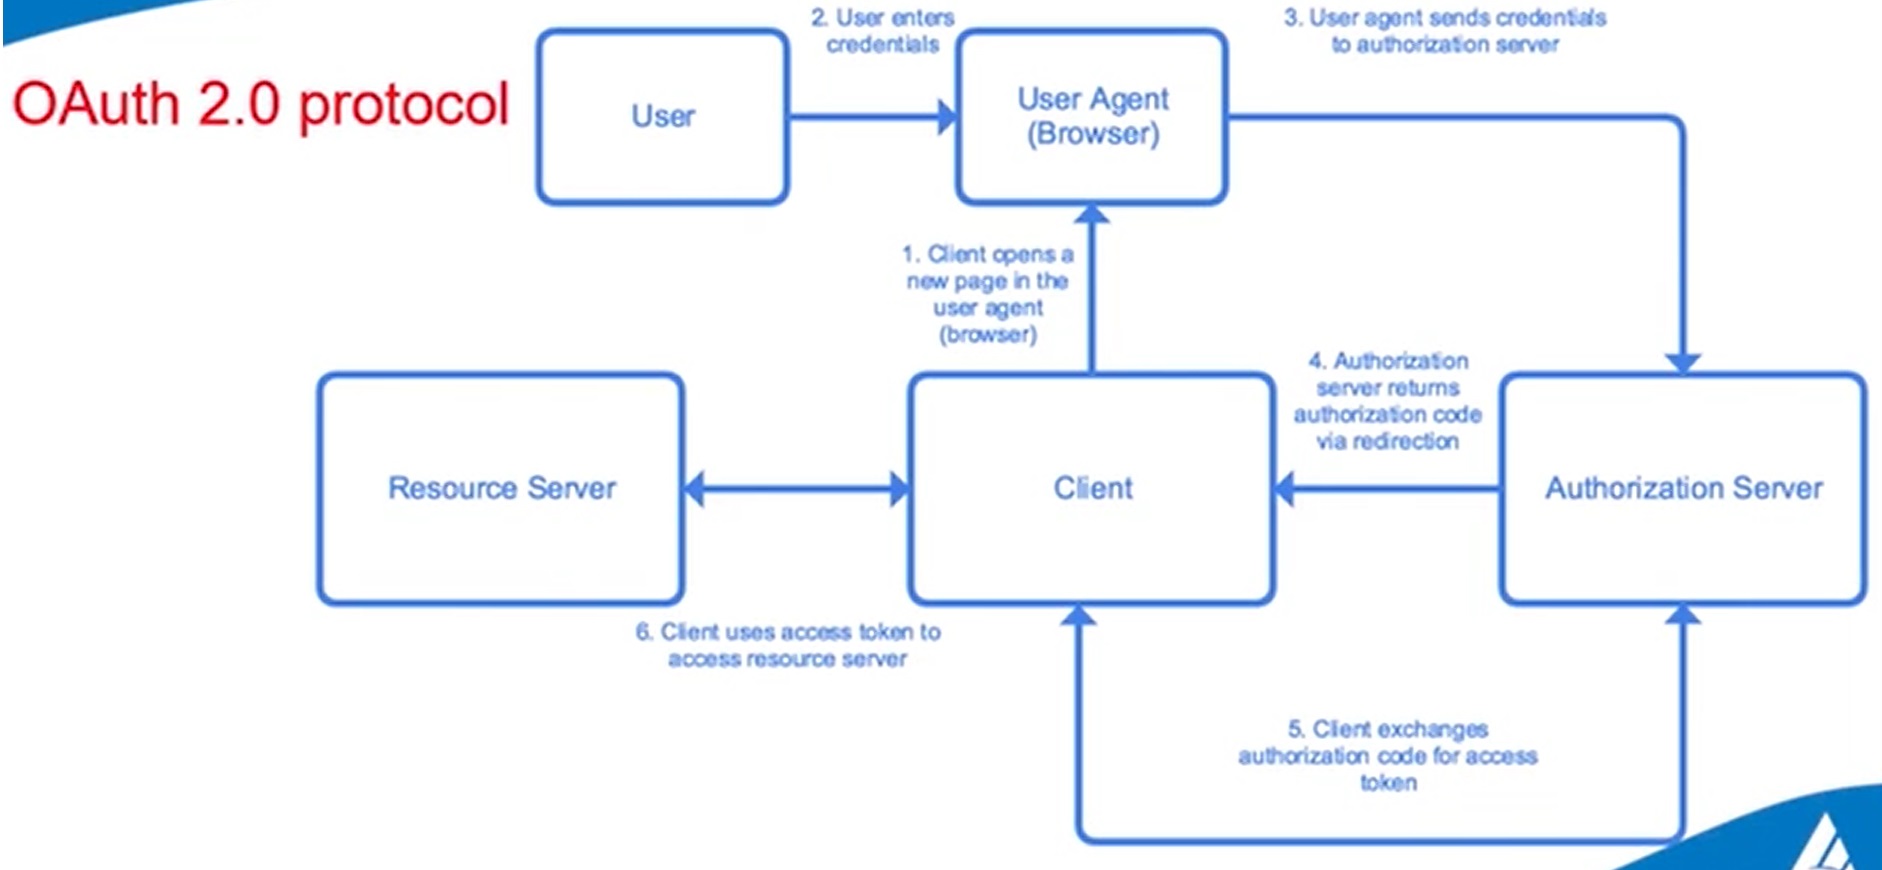 OAuth 2.0 protocol
User
2. User enters
credentials
User Agent
(Browser)
3. User agent sends credentials
to authorization server
1. Client opens a
new page in the
user agent
(browser)
4. Authorization
server returns
authorization code
via redirection
Resource Server
Client
Authorization Server
6. Client uses access token to
access resource server
5. Client exchanges
authorization code for access
token